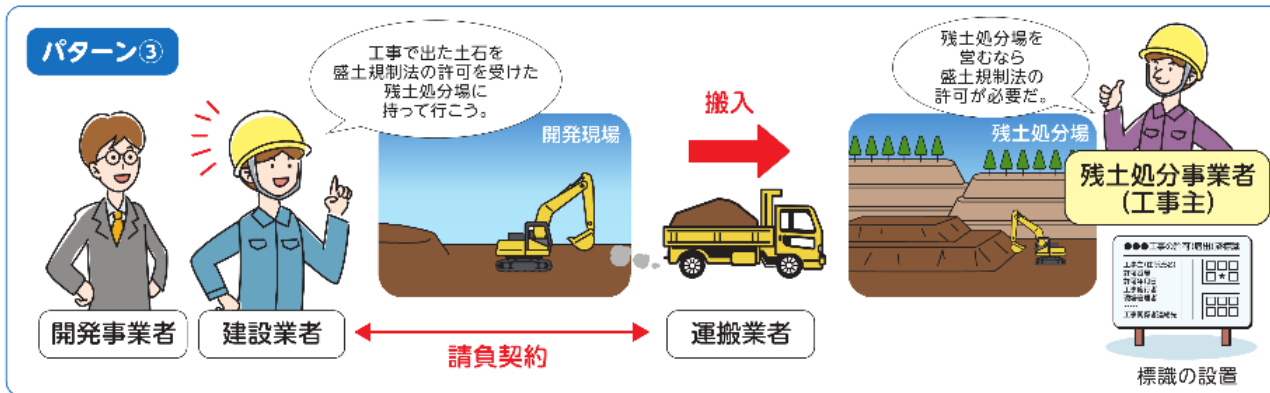 パターン③
工事で出た土石を
盛土規制法の許可を受けた
残土処分場に
持って行こう。
開発現場
搬入
残土処分場を
営むなら
盛土規制法の
許可が必要だ。
残土処分場
残土処分事業者
(工事主)
開発事業者
建設業者
請負契約
運搬業者
標識の設置